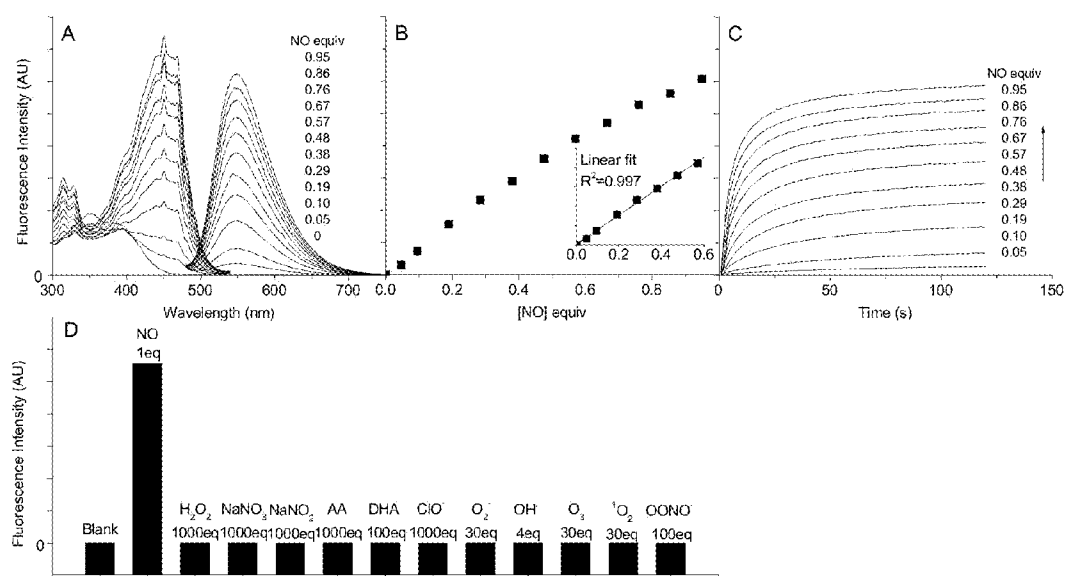 A
NO equiv
0.95
0.86
0.76
0.67
0.57
0.48
0.38
0.29
0.19
0.10
0.05
0
Fluorescence Intensity (AU)
0
300 400 500 600 700
Wavelength (nm)
B
Linear fit
R²=0.997
0.0 0.2 0.4 0.6
0.0 0.2 0.4 0.6 0.8
[NO] equiv
C
NO equiv
0.95
0.86
0.76
0.67
0.57
0.48
0.38
0.29
0.19
0.10
0.05
0 50 100 150
Time (s)
D
Fluorescence Intensity (AU)
0
Blank
NO
1eq
H₂O₂ NaNO₃ NaNO₂ AA DHA ClO⁻ O₂⁻ OH O₃ ¹O₂ OONO⁻
1000eq 1000eq 1000eq 1000eq 100eq 1000eq 30eq 4eq 30eq 30eq 100eq